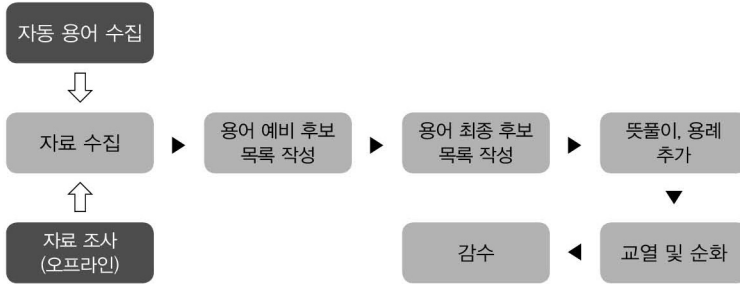 자동 용어 수집
자료 수집
용어 예비 후보
목록 작성
용어 최종 후보
목록 작성
뜻풀이, 용례
추가
자료 조사
(오프라인)
감수
교열 및 순화